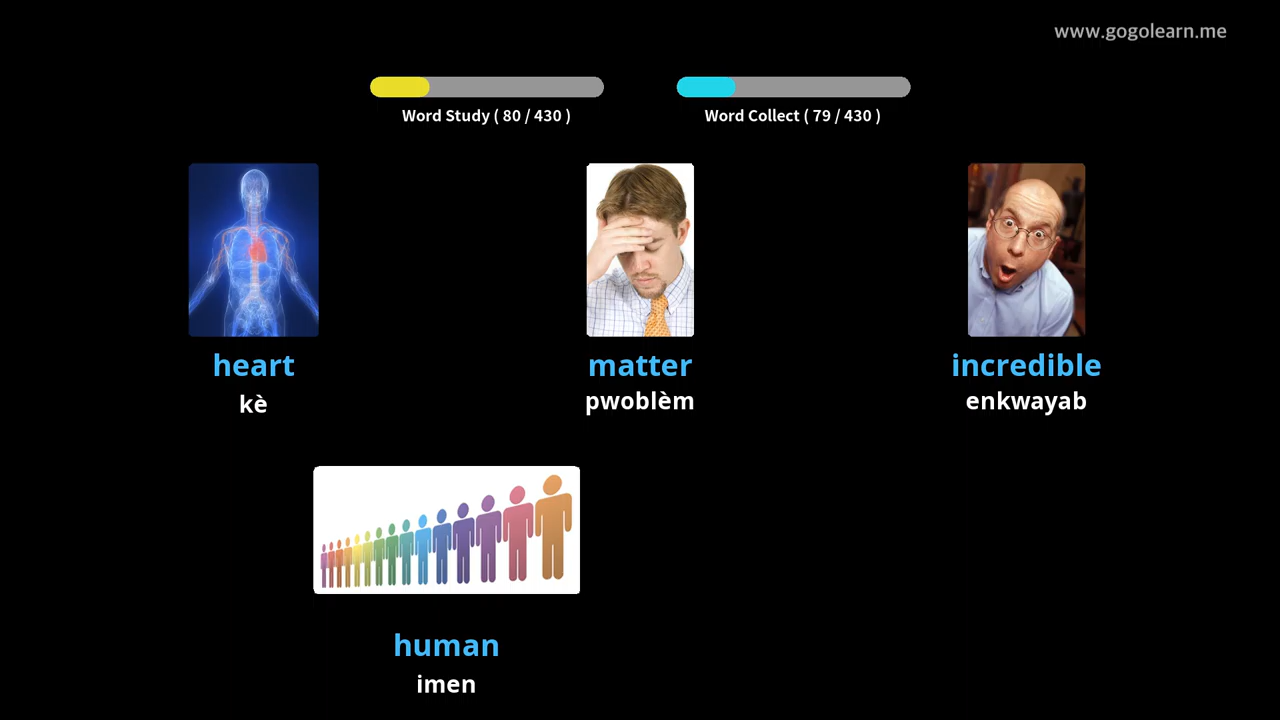 www.gogolearn.me
Word Study ( 80 / 430 )
Word Collect ( 79 / 430 )
heart
kè
matter
pwoblèm
incredible
enkwayab
human
imen